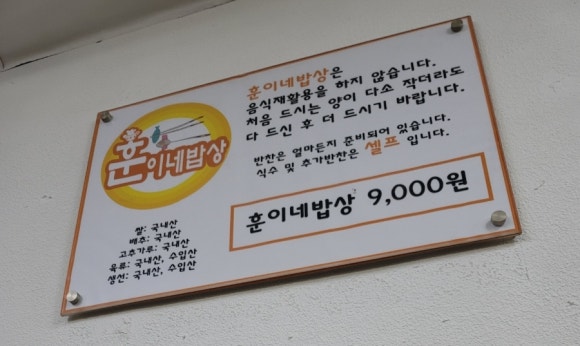 훈이네밥상
훈이네밥상은
음식재활용을 하지 않습니다.
처음 드시는 양이 다소 작더라도
다 드신 후 더 드시기 바랍니다.
반찬은 얼마든지 준비되어 있습니다.
식수 및 추가반찬은 셀프 입니다.
훈이네밥상 9,000원
쌀: 국내산
배추: 국내산
고추가루: 국내산
육류: 국내산, 수입산
생선: 국내산, 수입산